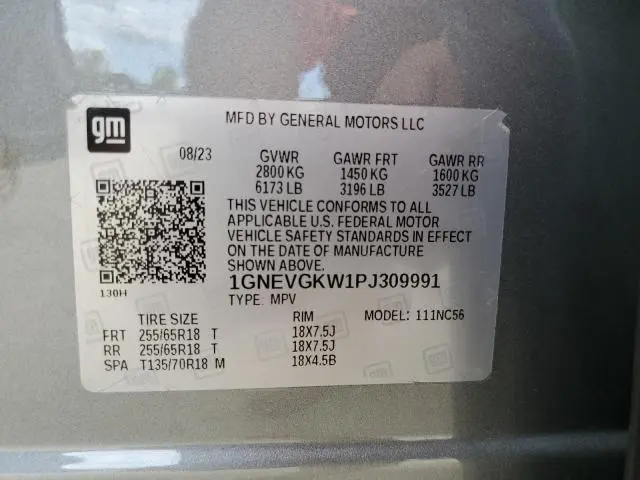 gm
MFD BY GENERAL MOTORS LLC
08/23 GVWR GAWR FRT GAWR RR
2800 KG 1450 KG 1600 KG
6173 LB 3196 LB 3527 LB
THIS VEHICLE CONFORMS TO ALL
APPLICABLE U.S. FEDERAL MOTOR
VEHICLE SAFETY STANDARDS IN EFFECT
ON THE DATE OF MANUFACTURE
SHOWN ABOVE.
130H
1GNEVGKW1PJ309991
TYPE: MPV
TIRE SIZE RIM MODEL: 111NC56
FRT 255/65R18 T 18X7.5J
RR 255/65R18 T 18X7.5J
SPA T135/70R18 M 18X4.5B